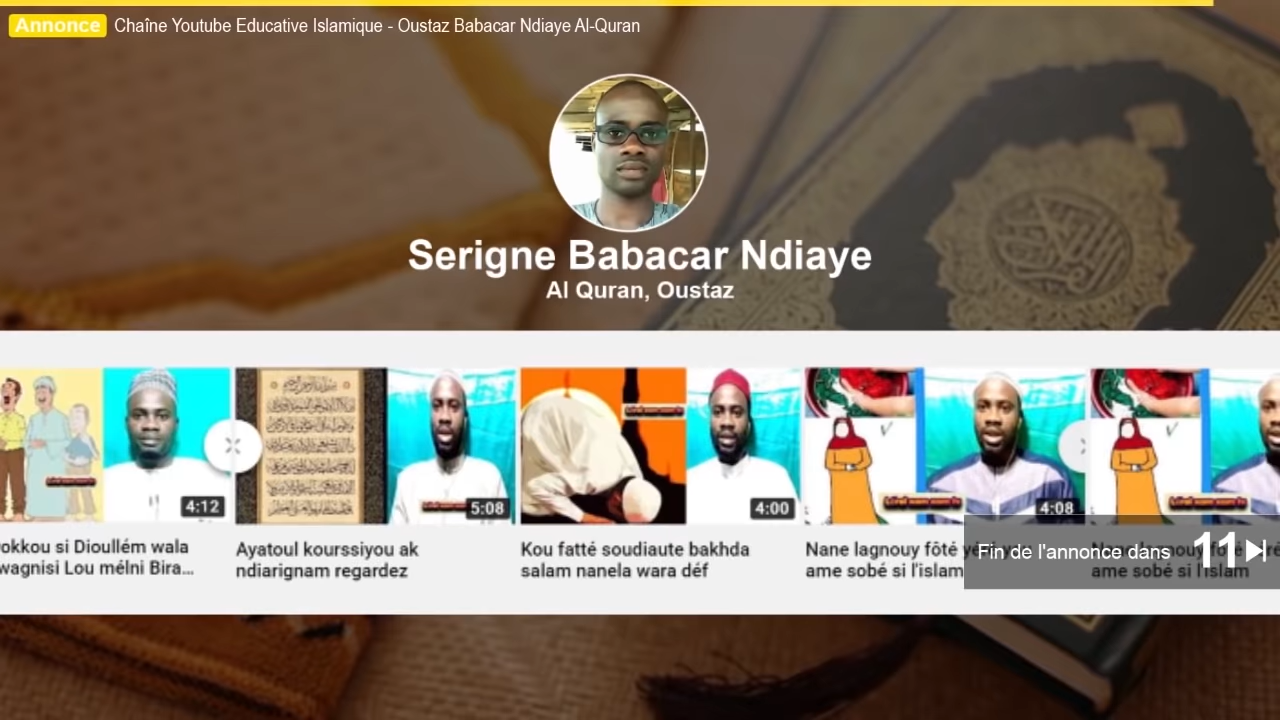 Annonce Chaîne Youtube Educative Islamique - Oustaz Babacar Ndiaye Al-Quran
Serigne Babacar Ndiaye
Al Quran, Oustaz
4:12
5:08
4:00
4:08
okkou si Dioullém wala
wagnisi Lou mélni Bira...
Ayatoul kourssiyou ak
ndiarignam regardez
Kou fatté soudiaute bakhda
salam nanela wara déf
Nane lagnouy fôté
ame sobé si l'islam
ame sobé si l'islam
Fin de l'annonce dans 11